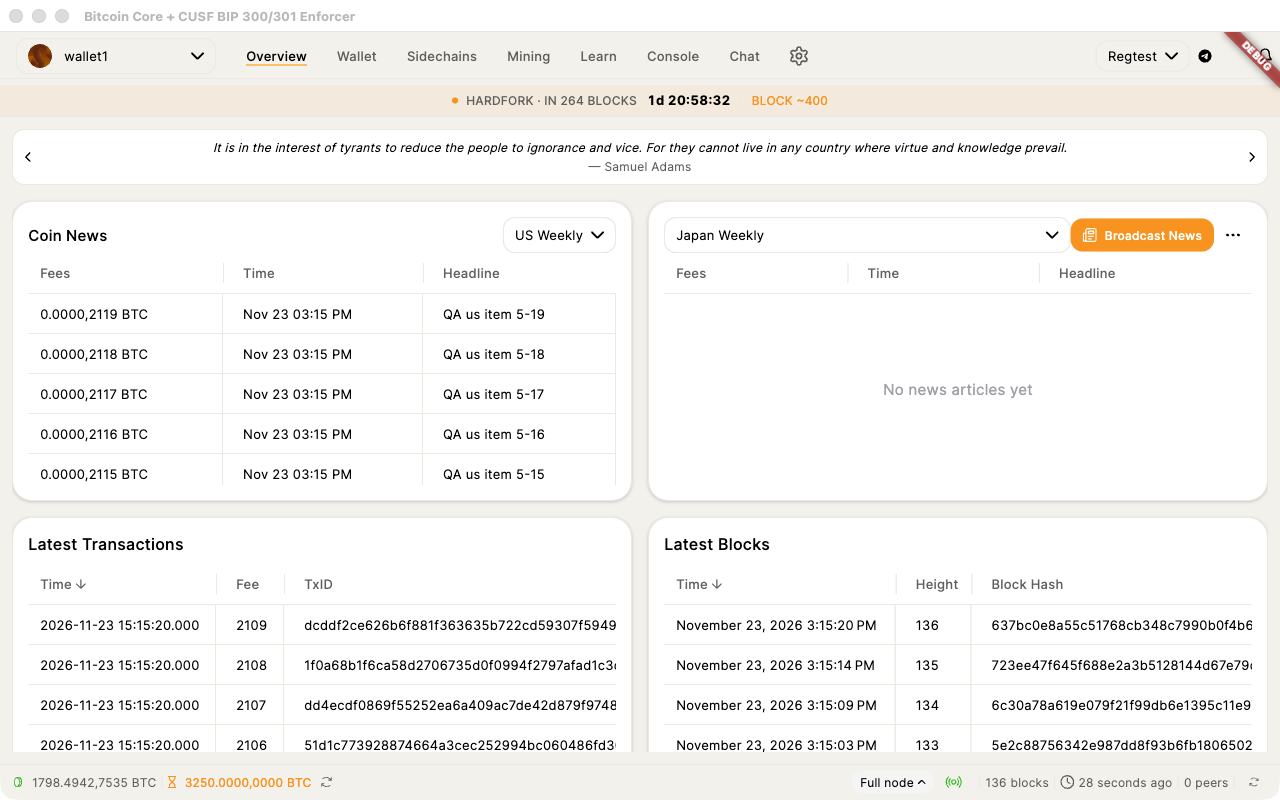 Bitcoin Core + CUSF BIP 300/301 Enforcer
wallet1
Overview
Wallet
Sidechains
Mining
Learn
Console
Chat
Regtest
DEBUG
HARDFORK · IN 264 BLOCKS 1d 20:58:32 BLOCK ~400
It is in the interest of tyrants to reduce the people to ignorance and vice. For they cannot live in any country where virtue and knowledge prevail.
— Samuel Adams
Coin News
US Weekly
Fees Time Headline
0.0000,2119 BTC Nov 23 03:15 PM QA us item 5-19
0.0000,2118 BTC Nov 23 03:15 PM QA us item 5-18
0.0000,2117 BTC Nov 23 03:15 PM QA us item 5-17
0.0000,2116 BTC Nov 23 03:15 PM QA us item 5-16
0.0000,2115 BTC Nov 23 03:15 PM QA us item 5-15
Japan Weekly
Broadcast News
Fees Time Headline
No news articles yet
Latest Transactions
Time Fee TxID
2026-11-23 15:15:20.000 2109 dcddf2ce626b6f881f363635b722cd59307f5949
2026-11-23 15:15:20.000 2108 1f0a68b1f6ca58d2706735d0f0994f2797afad1c3
2026-11-23 15:15:20.000 2107 dd4ecdf0869f55252ea6a409ac7de42d879f9748
2026-11-23 15:15:20.000 2106 51d1c773928874664a3cec252994bc060486fd3
Latest Blocks
Time Height Block Hash
November 23, 2026 3:15:20 PM 136 637bc0e8a55c51768cb348c7990b0f4b6
November 23, 2026 3:15:14 PM 135 723ee47f645f688e2a3b5128144d67e79
November 23, 2026 3:15:09 PM 134 6c30a78a619e079f21f99db6e1395c11e9
November 23, 2026 3:15:03 PM 133 5e2c88756342e987dd8f93b6fb1806502
1798.4942,7535 BTC
3250.0000,0000 BTC
Full node
136 blocks
28 seconds ago
0 peers